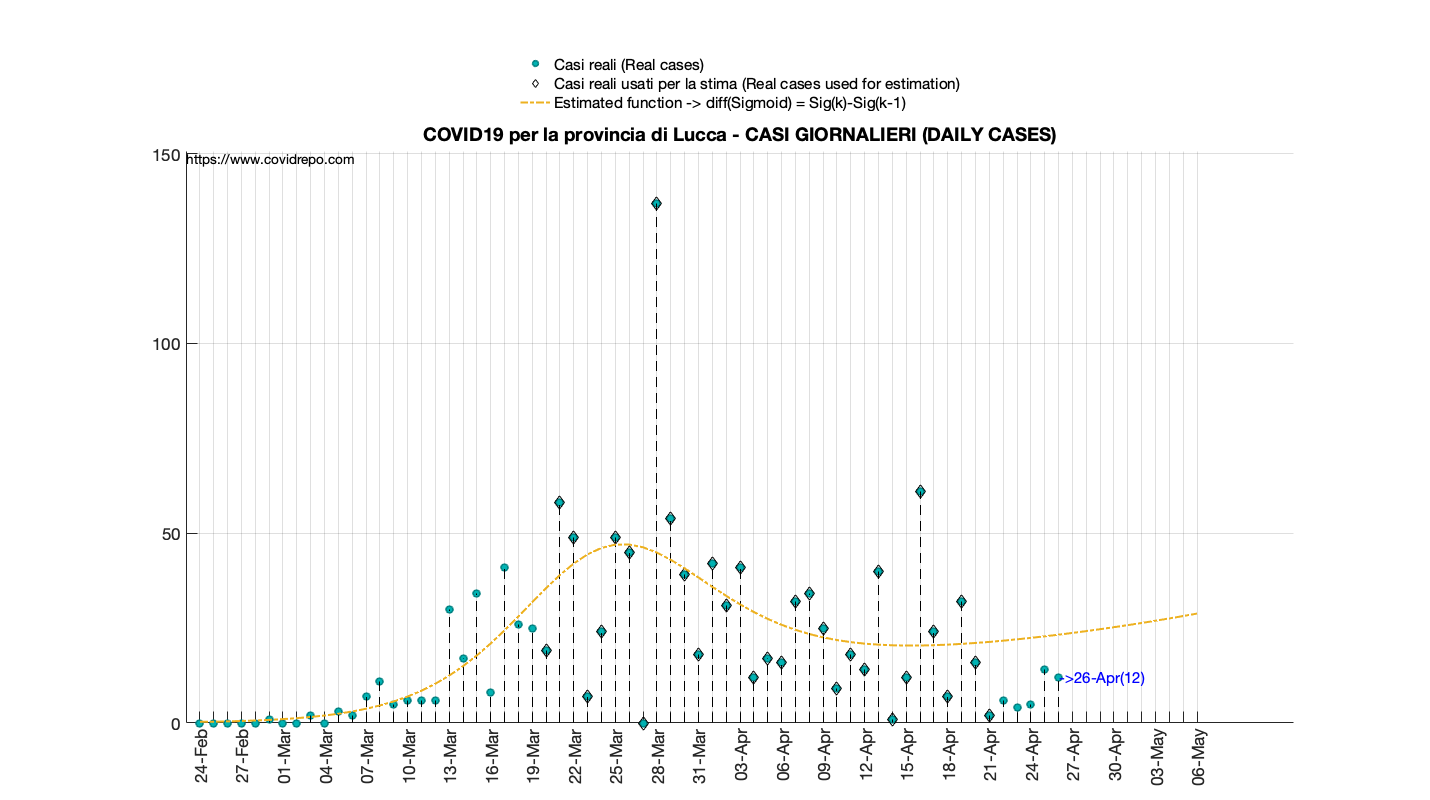 Casi reali (Real cases)
Casi reali usati per la stima (Real cases used for estimation)
Estimated function -> diff(Sigmoid) = Sig(k)-Sig(k-1)
COVID19 per la provincia di Lucca - CASI GIORNALIERI (DAILY CASES)
https://www.covidrepo.com
150
100
50
0
->26-Apr(12)
24-Feb
27-Feb
01-Mar
04-Mar
07-Mar
10-Mar
13-Mar
16-Mar
19-Mar
22-Mar
25-Mar
28-Mar
31-Mar
03-Apr
06-Apr
09-Apr
12-Apr
15-Apr
18-Apr
21-Apr
24-Apr
27-Apr
30-Apr
03-May
06-May